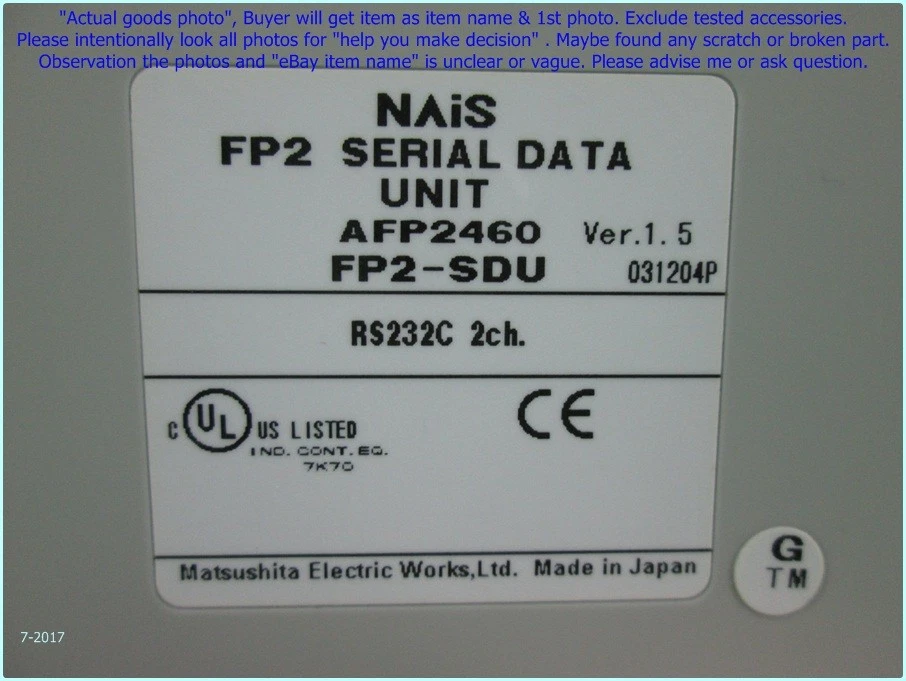 "Actual goods photo", Buyer will get item as item name & 1st photo. Exclude tested accessories.
Please intentionally look all photos for "help you make decision" . Maybe found any scratch or broken part.
Observation the photos and "eBay item name" is unclear or vague. Please advise me or ask question.
NAiS
FP2 SERIAL DATA
UNIT
AFP2460 Ver.1.5
FP2-SDU 031204P
RS232C 2ch.
C UL US LISTED
IND. CONT. EQ.
7K70
CE
Matsushita Electric Works,Ltd. Made in Japan
G
TM
7-2017